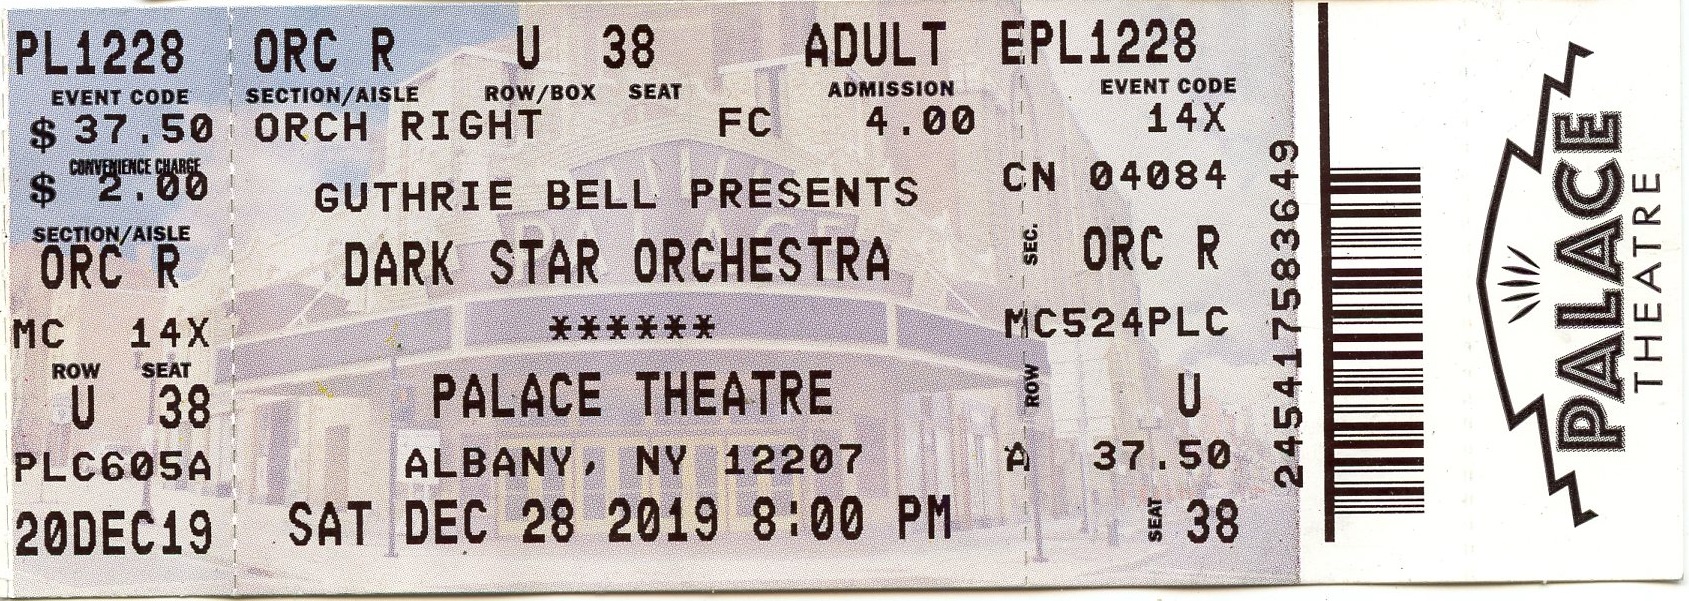 PL1228
EVENT CODE
$ 37.50
CONVENIENCE CHARGE
$ 2.00
SECTION/AISLE
ORC R
MC 14X
ROW SEAT
U 38
PLC605A
20DEC19
ORC R U 38 ADULT
SECTION/AISLE ROW/BOX SEAT ADMISSION
ORCH RIGHT FC 4.00
GUTHRIE BELL PRESENTS
DARK STAR ORCHESTRA
******
PALACE THEATRE
ALBANY, NY 12207
SAT DEC 28 2019 8:00 PM
EPL1228
EVENT CODE
14X
CN 04084
SEC. ORC R
MC524PLC
ROW U
A 37.50
SEAT 38
245417583649
PALACE
THEATRE